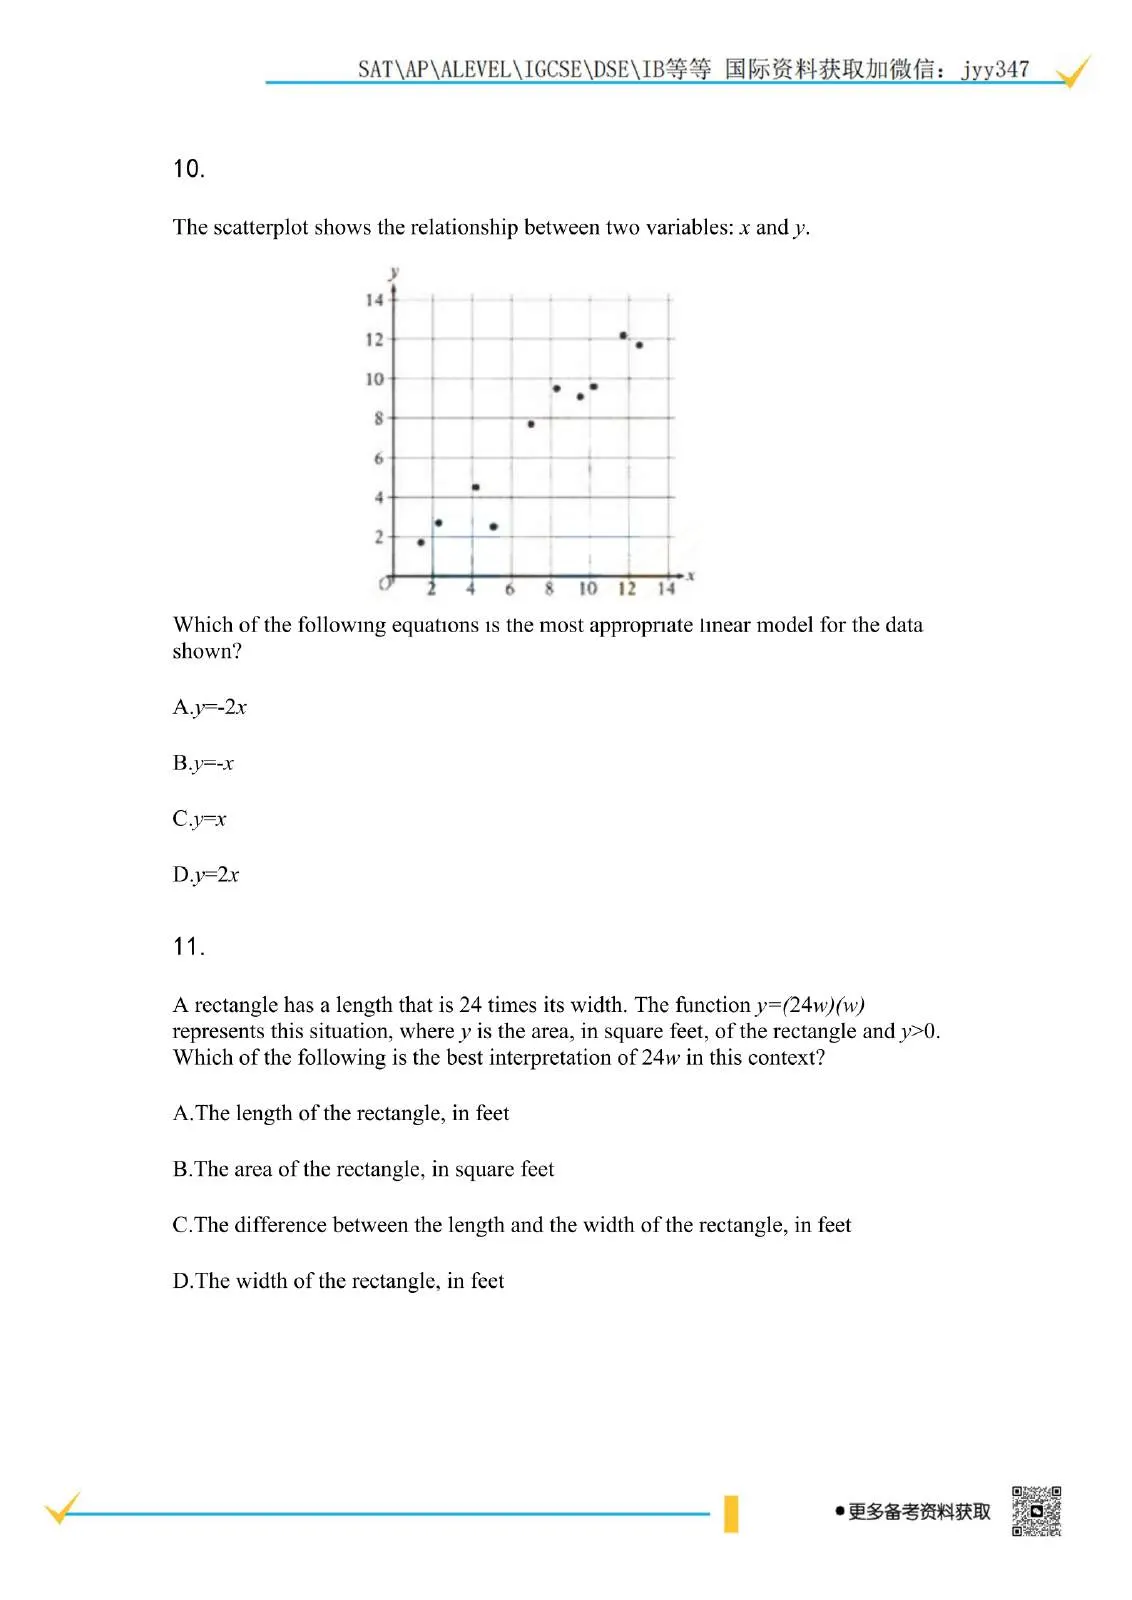 SAT\AP\ALEVEL\IGCSE\DSE\IB等等 国际资料获取加微信：jyy347
10.
The scatterplot shows the relationship between two variables: x and y.
y
14
12
10
8
6
4
2
O 2 4 6 8 10 12 14 x
Which of the following equations is the most appropriate linear model for the data
shown?
A.y=-2x
B.y=-x
C.y=x
D.y=2x
11.
A rectangle has a length that is 24 times its width. The function y=(24w)(w)
represents this situation, where y is the area, in square feet, of the rectangle and y>0.
Which of the following is the best interpretation of 24w in this context?
A.The length of the rectangle, in feet
B.The area of the rectangle, in square feet
C.The difference between the length and the width of the rectangle, in feet
D.The width of the rectangle, in feet
●更多备考资料获取